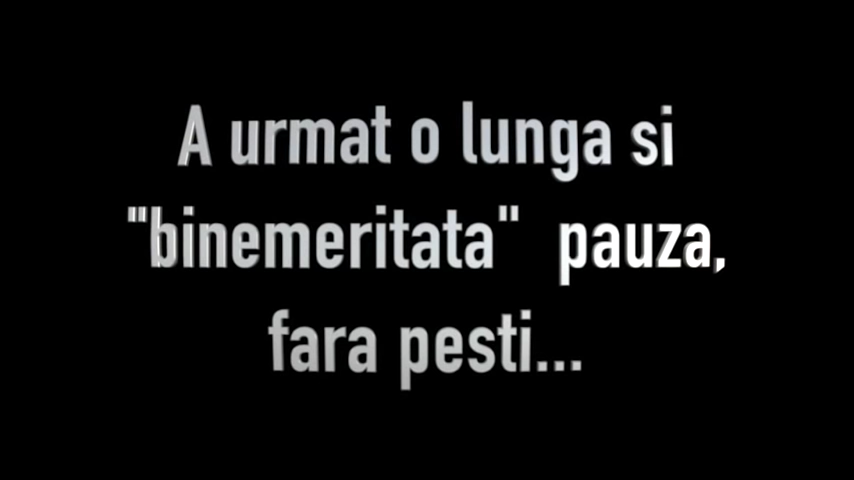 A urmat o lunga si
"binemeritata"  pauza,
fara pesti...